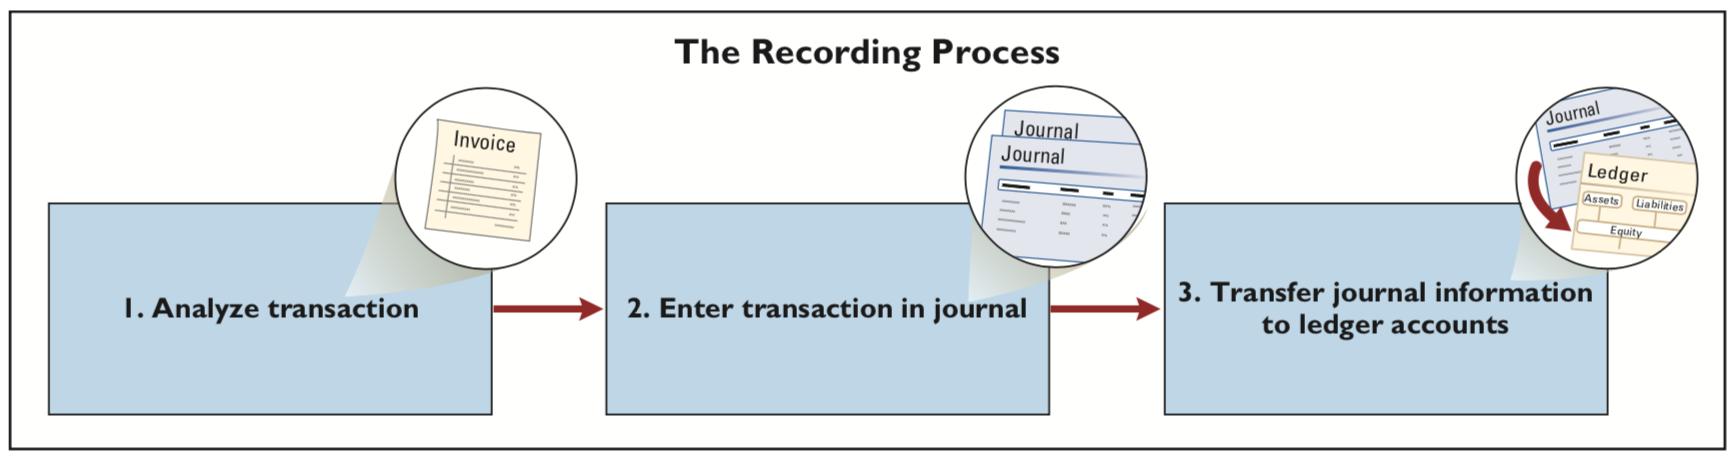 The Recording Process
Invoice
Journal
Journal
Journal
Ledger
Assets
Liabilities
Equity
1. Analyze transaction
2. Enter transaction in journal
3. Transfer journal information
to ledger accounts